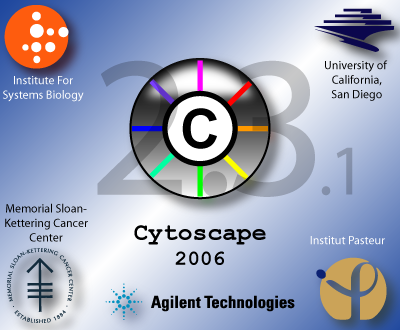 Institute For
Systems Biology
University of
California,
San Diego
2.3.1
C
Memorial Sloan-
Kettering Cancer
Center
Cytoscape
2006
Institut Pasteur
MEMORIAL SLOAN-KETTERING CANCER CENTER
ESTABLISHED 1884
Agilent Technologies